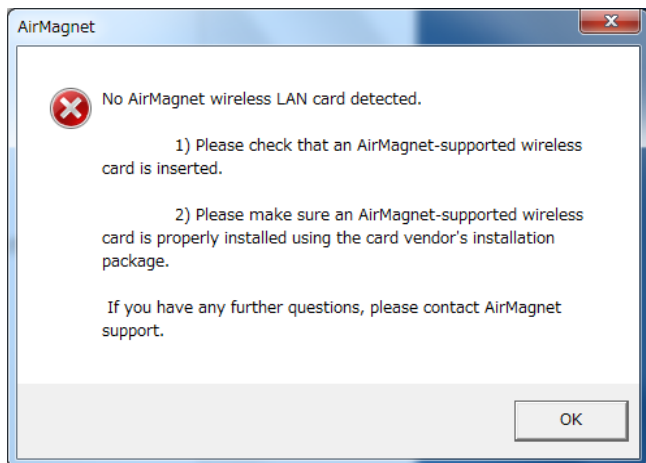 AirMagnet
No AirMagnet wireless LAN card detected.
1) Please check that an AirMagnet-supported wireless
card is inserted.
2) Please make sure an AirMagnet-supported wireless
card is properly installed using the card vendor's installation
package.
If you have any further questions, please contact AirMagnet
support.
OK